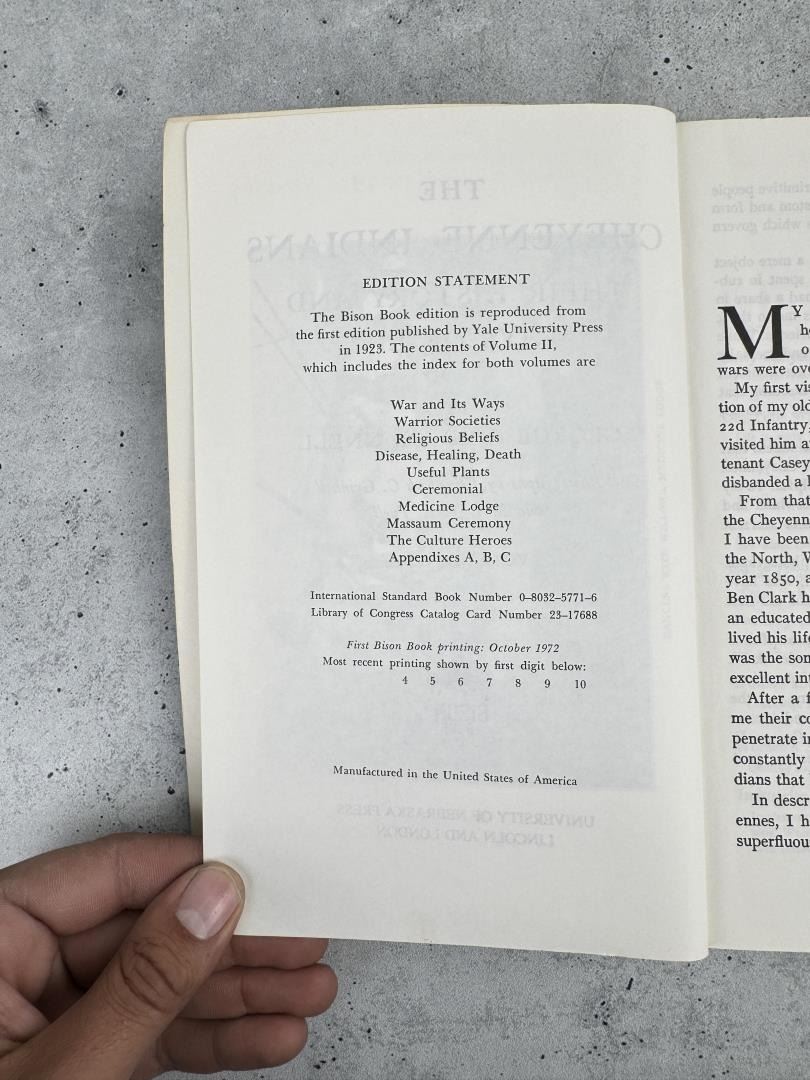 EDITION STATEMENT
The Bison Book edition is reproduced from
the first edition published by Yale University Press
in 1923. The contents of Volume II,
which includes the index for both volumes are
War and Its Ways
Warrior Societies
Religious Beliefs
Disease, Healing, Death
Useful Plants
Ceremonial
Medicine Lodge
Massaum Ceremony
The Culture Heroes
Appendixes A, B, C
International Standard Book Number 0–8032–5771–6
Library of Congress Catalog Card Number 23–17688
First Bison Book printing: October 1972
Most recent printing shown by first digit below:
4 5 6 7 8 9 10
Manufactured in the United States of America
MY
wars were
My first
tion of my old
22d Infantry,
visited him
tenant Casey
disbanded a
From that
the Cheyenn
I have been
the North,
year 1850,
Ben Clark
an educated
lived his
was the son
excellent
After a
me their
penetrate
constantly
dians that
In descr
ennes, I
superfluou